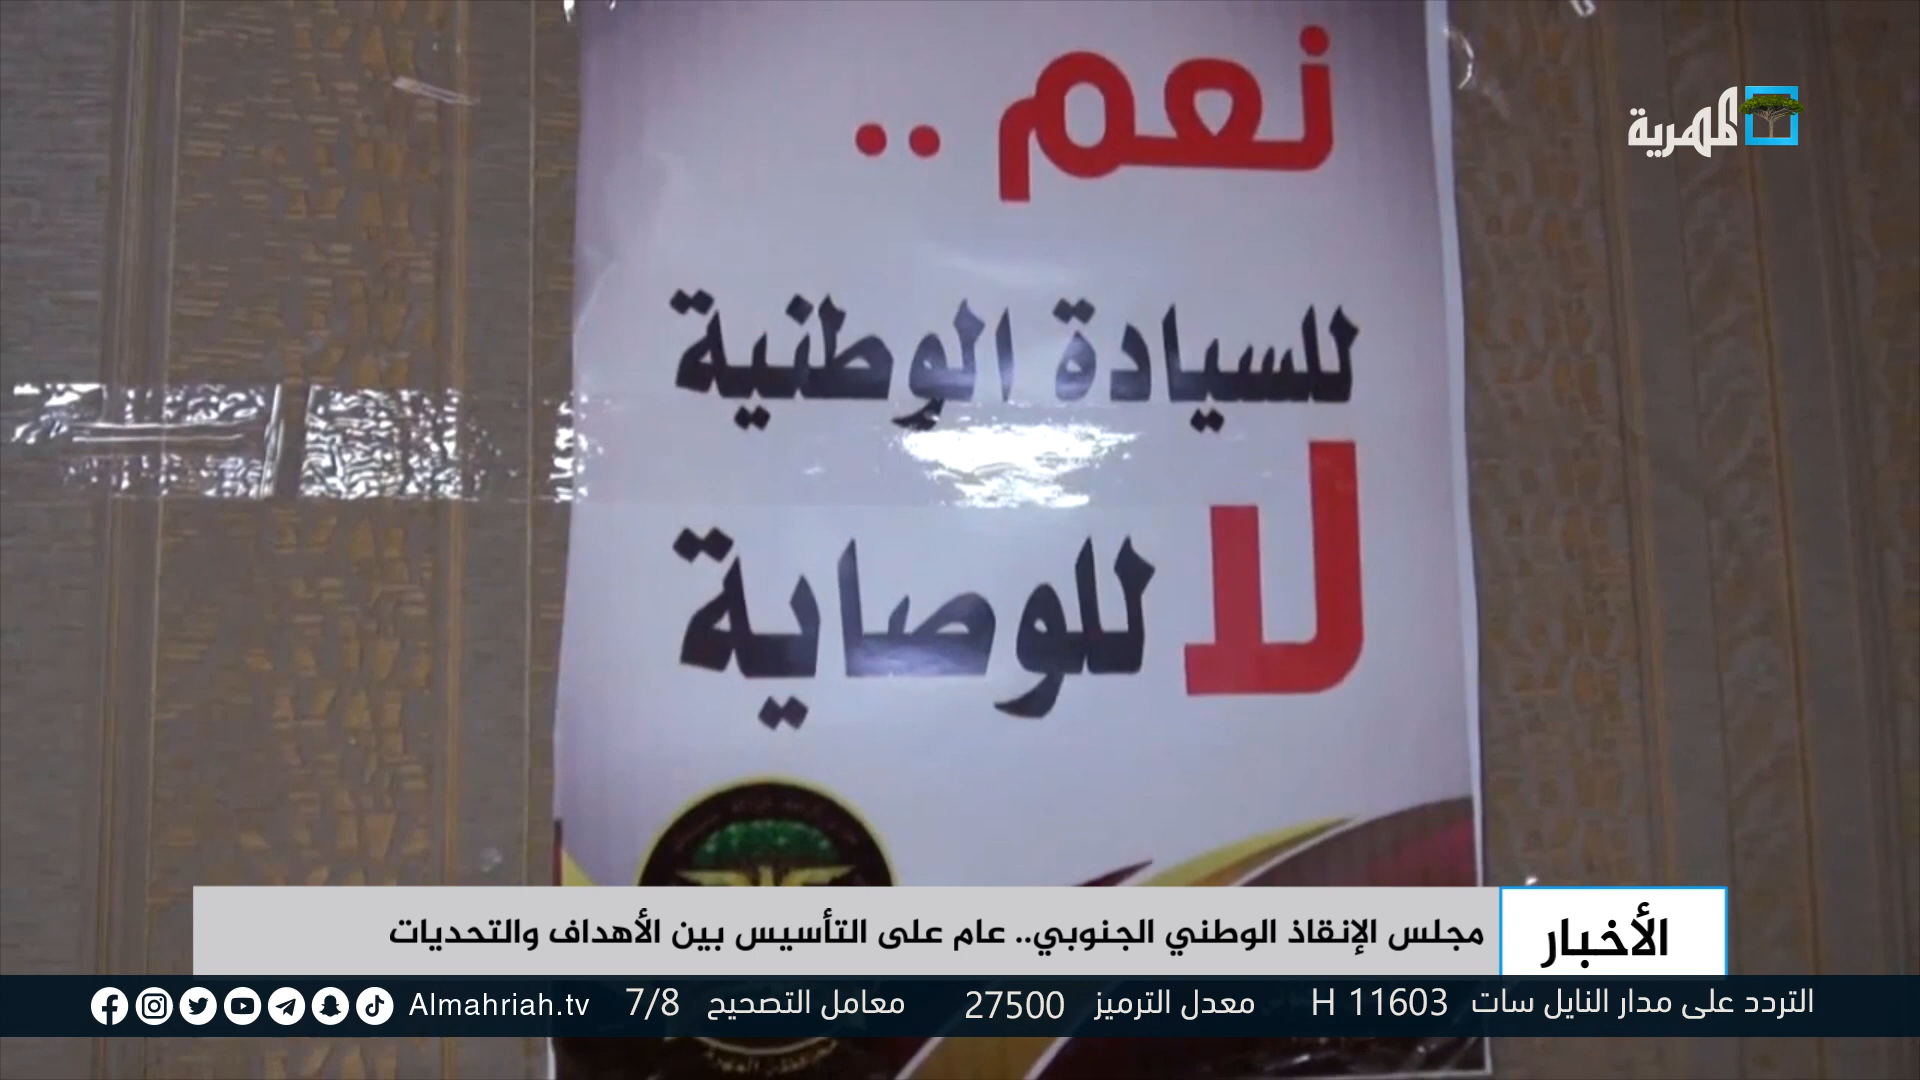 نعم ..
المهرية
للسيادة الوطنية
لا للوصاية
الأخبار
مجلس الإنقاذ الوطني الجنوبي.. عام على التأسيس بين الأهداف والتحديات
التردد على مدار النايل سات H 11603 معدل الترميز 27500 معامل التصحيح 7/8 Almahriah.tv